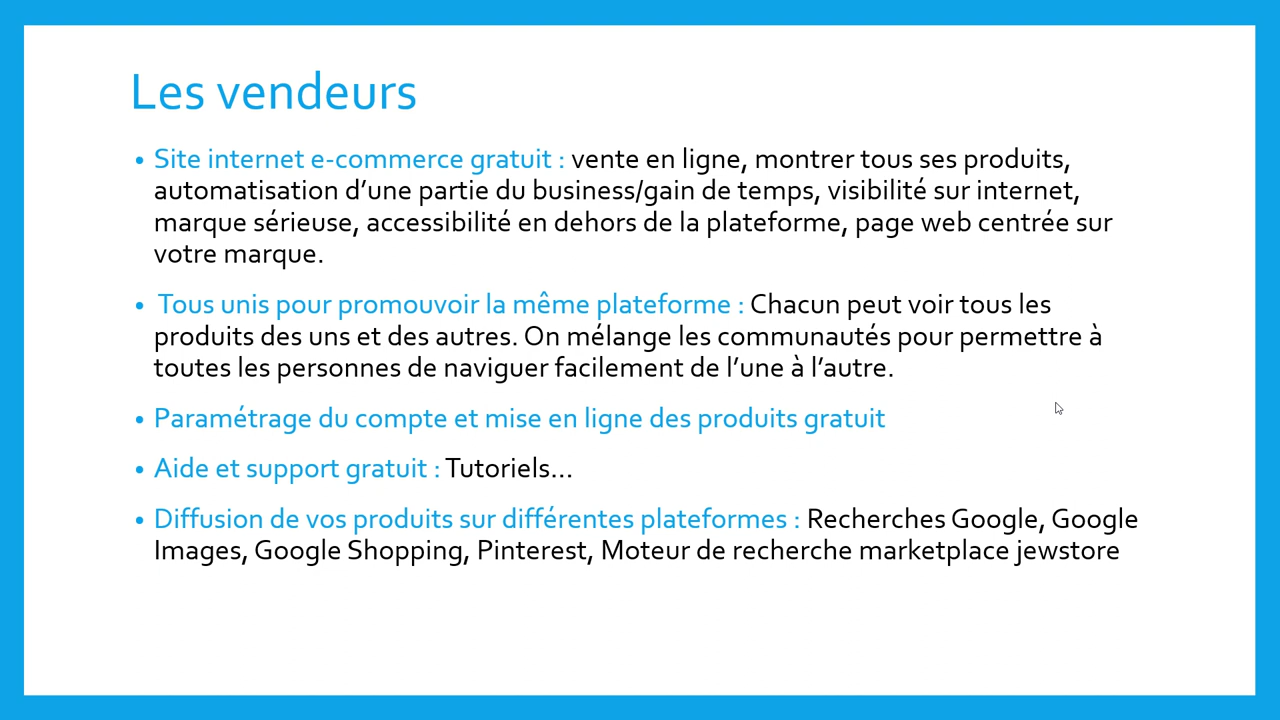 Les vendeurs
• Site internet e-commerce gratuit : vente en ligne, montrer tous ses produits,
automatisation d’une partie du business/gain de temps, visibilité sur internet,
marque sérieuse, accessibilité en dehors de la plateforme, page web centrée sur
votre marque.
• Tous unis pour promouvoir la même plateforme : Chacun peut voir tous les
produits des uns et des autres. On mélange les communautés pour permettre à
toutes les personnes de naviguer facilement de l’une à l’autre.
• Paramétrage du compte et mise en ligne des produits gratuit
• Aide et support gratuit : Tutoriels...
• Diffusion de vos produits sur différentes plateformes : Recherches Google, Google
Images, Google Shopping, Pinterest, Moteur de recherche marketplace jewstore